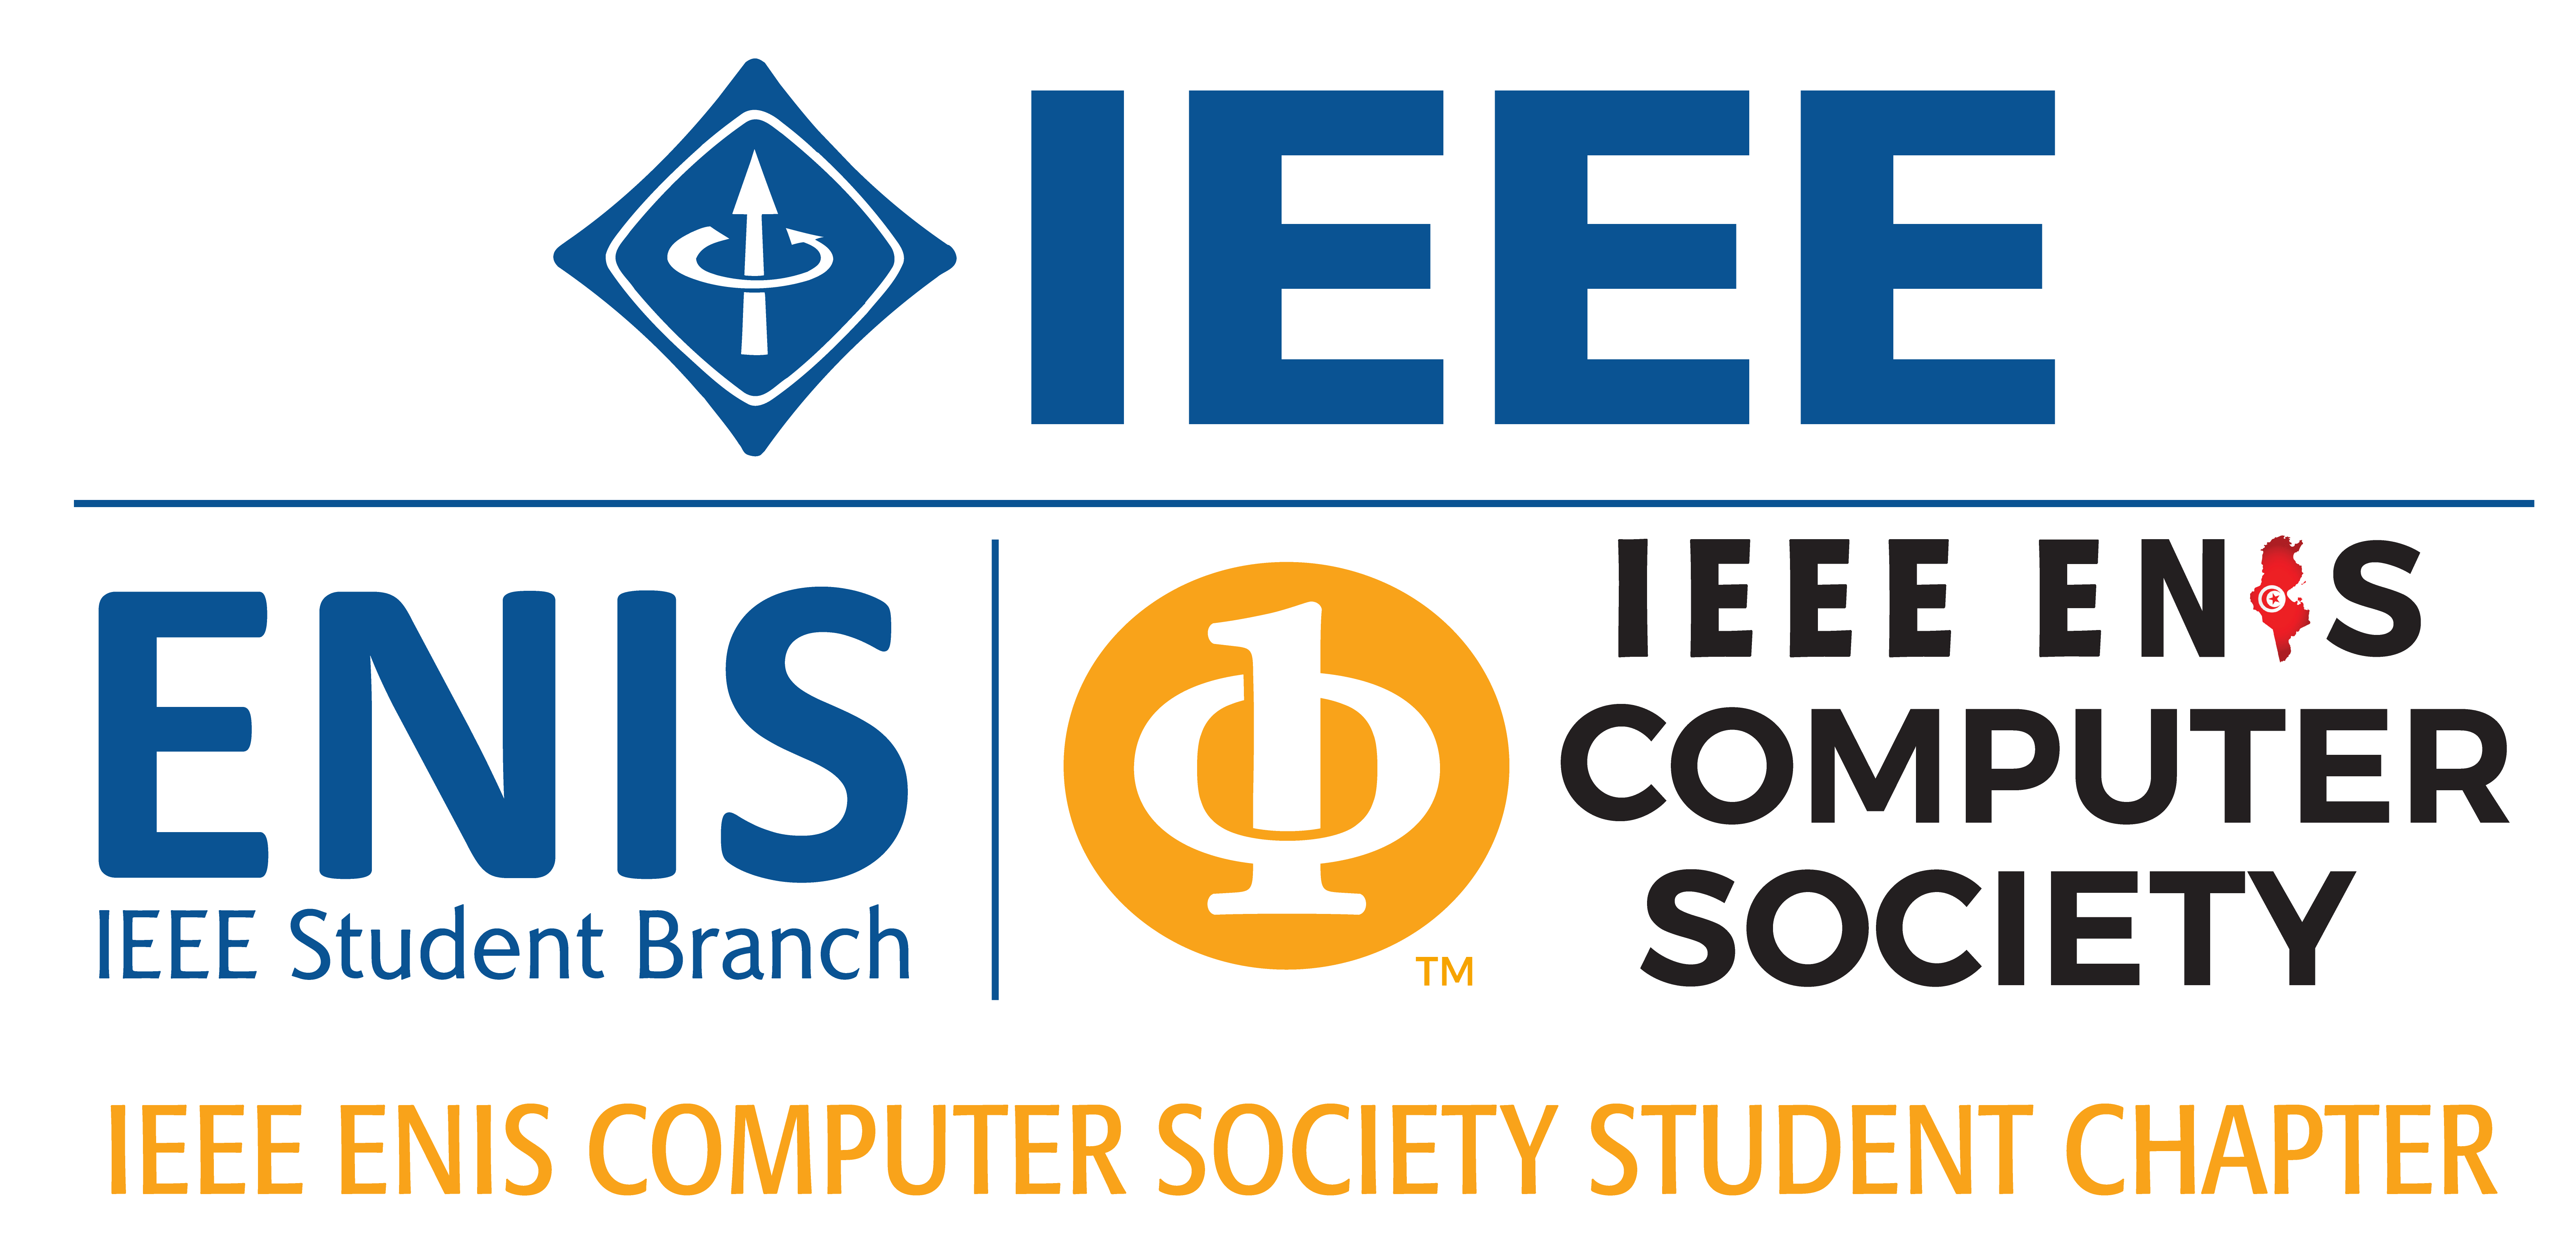 IEEE
ENIS
IEEE Student Branch
TM
IEEE ENIS
COMPUTER
SOCIETY
IEEE ENIS COMPUTER SOCIETY STUDENT CHAPTER